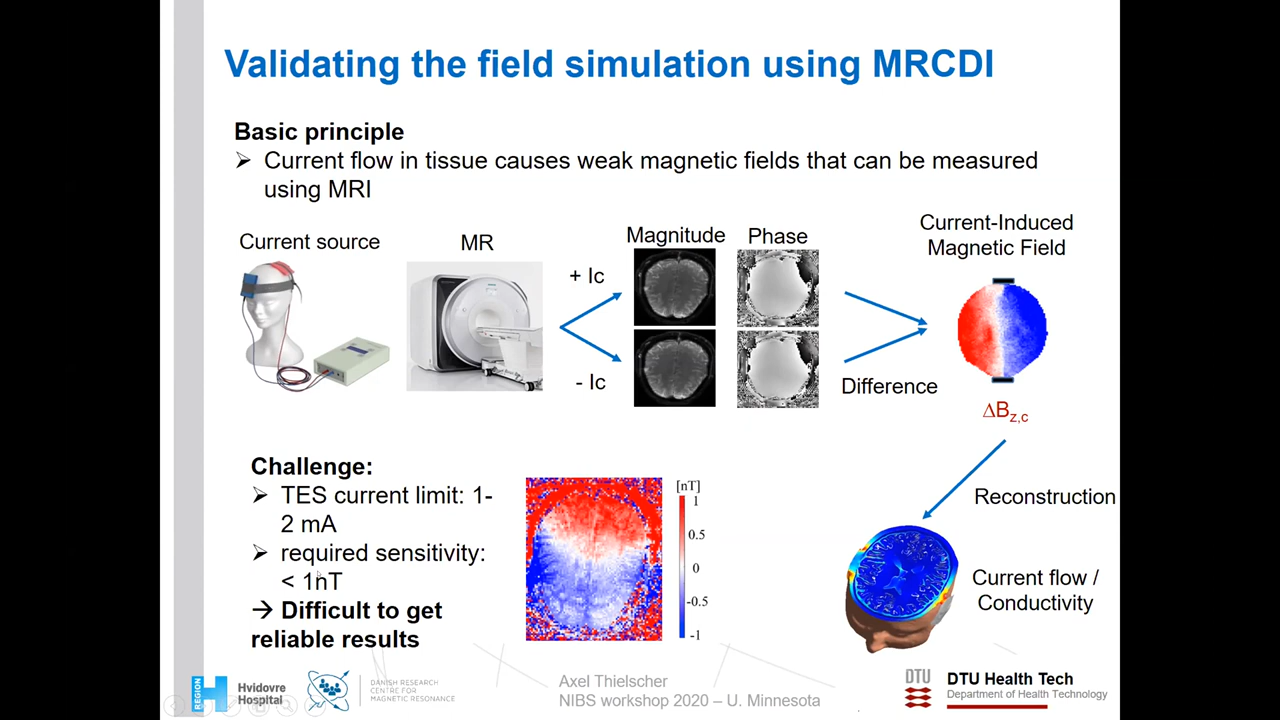 Validating the field simulation using MRCDI
Basic principle
➢ Current flow in tissue causes weak magnetic fields that can be measured
using MRI
Current source
MR
Magnitude
Phase
Current-Induced
Magnetic Field
+ Ic
- Ic
Difference
ΔBz,c
Challenge:
➢ TES current limit: 1-
2 mA
➢ required sensitivity:
< 1nT
→ Difficult to get
reliable results
[nT]
1
0.5
0
-0.5
-1
Reconstruction
Current flow /
Conductivity
REGION
H
Hvidovre
Hospital
DANISH RESEARCH
CENTRE FOR
MAGNETIC RESONANCE
Axel Thielscher
NIBS workshop 2020 – U. Minnesota
DTU
DTU Health Tech
Department of Health Technology